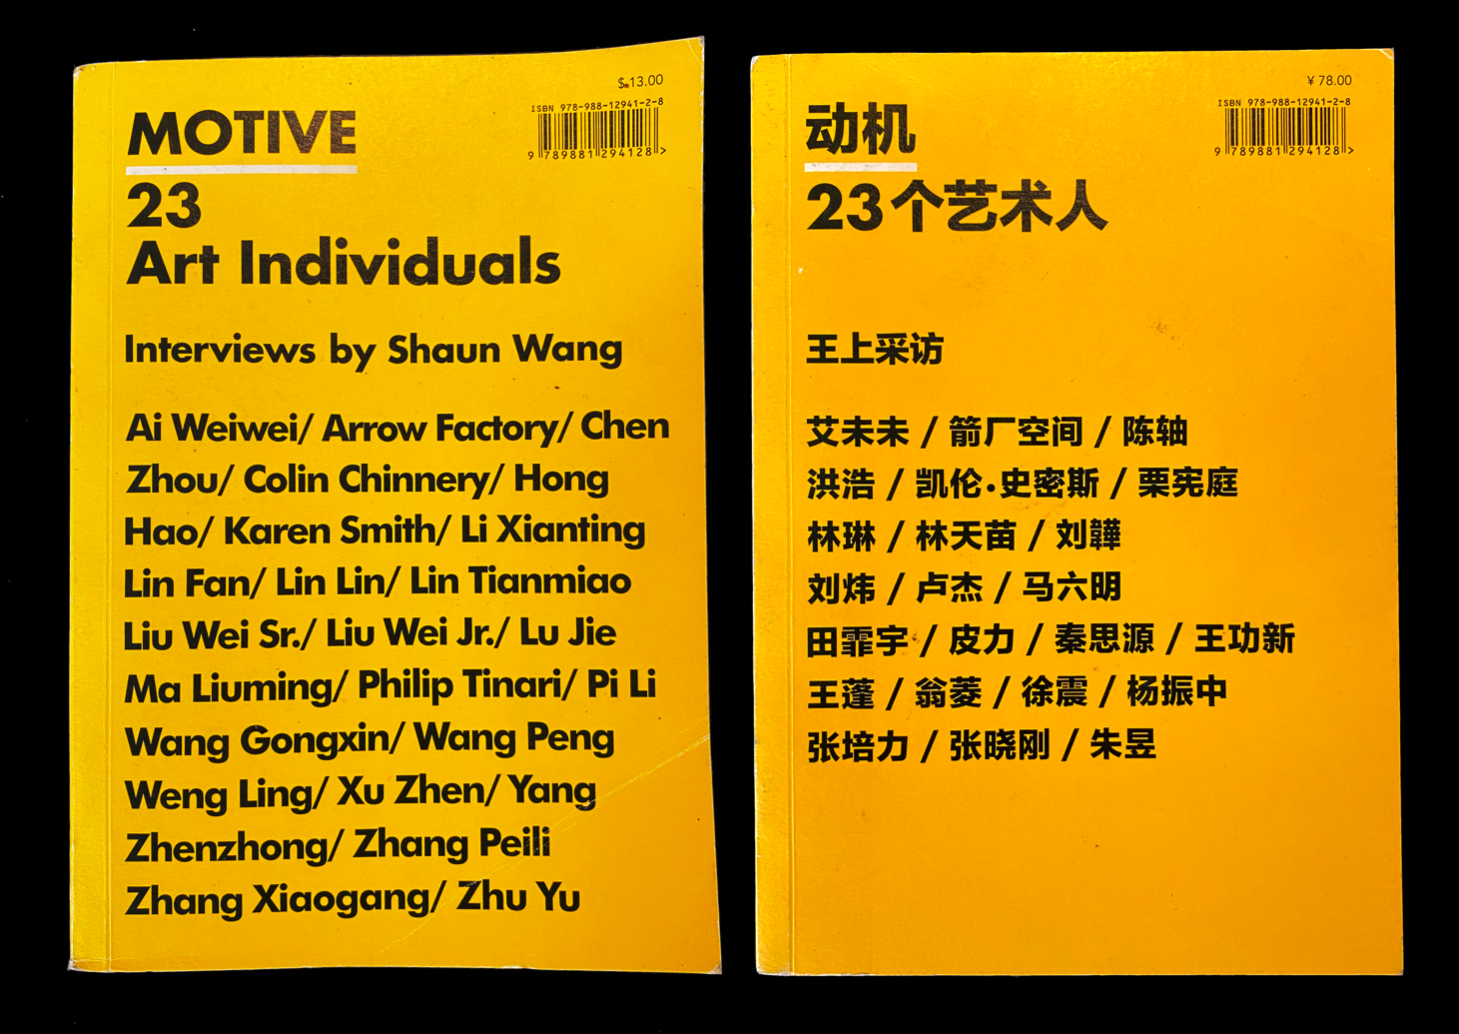 $.13.00
ISBN 978-988-12941-2-8
9 789881 294128 >
MOTIVE
23
Art Individuals
Interviews by Shaun Wang
Ai Weiwei/ Arrow Factory/ Chen
Zhou/ Colin Chinnery/ Hong
Hao/ Karen Smith/ Li Xianting
Lin Fan/ Lin Lin/ Lin Tianmiao
Liu Wei Sr./ Liu Wei Jr./ Lu Jie
Ma Liuming/ Philip Tinari/ Pi Li
Wang Gongxin/ Wang Peng
Weng Ling/ Xu Zhen/ Yang
Zhenzhong/ Zhang Peili
Zhang Xiaogang/ Zhu Yu
¥ 78.00
ISBN 978-988-12941-2-8
9 789881 294128 >
动机
23个艺术人
王上采访
艾未未 / 箭厂空间 / 陈轴
洪浩 / 凯伦·史密斯 / 栗宪庭
林琳 / 林天苗 / 刘韡
刘炜 / 卢杰 / 马六明
田霏宇 / 皮力 / 秦思源 / 王功新
王蓬 / 翁菱 / 徐震 / 杨振中
张培力 / 张晓刚 / 朱昱